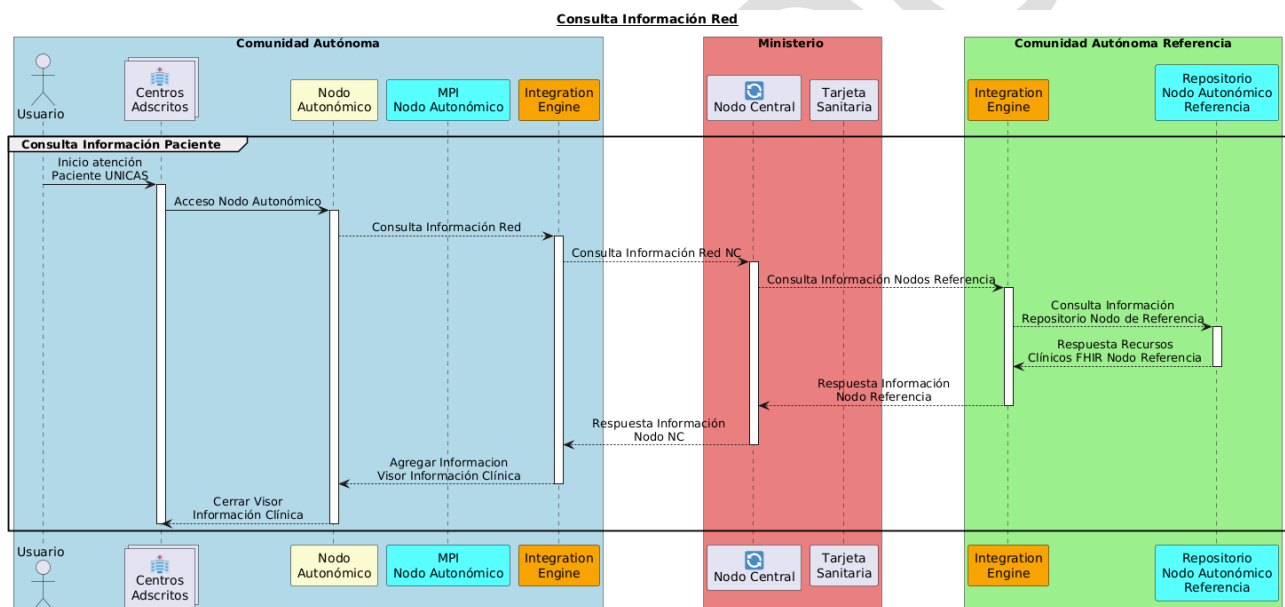 Consulta Información Red
Comunidad Autónoma
Ministerio
Comunidad Autónoma Referencia
Usuario
Centros
Adscritos
Nodo
Autonómico
MPI
Nodo Autonómico
Integration
Engine
Nodo Central
Tarjeta
Sanitaria
Integration
Engine
Repositorio
Nodo Autonómico
Referencia
Consulta Información Paciente
Inicio atención
Paciente UNICAS
Acceso Nodo Autonómico
Consulta Información Red
Consulta Información Red NC
Consulta Información Nodos Referencia
Consulta Información
Repositorio Nodo de Referencia
Respuesta Recursos
Clínicos FHIR Nodo Referencia
Respuesta Información
Nodo Referencia
Respuesta Información
Nodo NC
Agregar Informacion
Visor Información Clínica
Cerrar Visor
Información Clínica
Usuario
Centros
Adscritos
Nodo
Autonómico
MPI
Nodo Autonómico
Integration
Engine
Nodo Central
Tarjeta
Sanitaria
Integration
Engine
Repositorio
Nodo Autonómico
Referencia